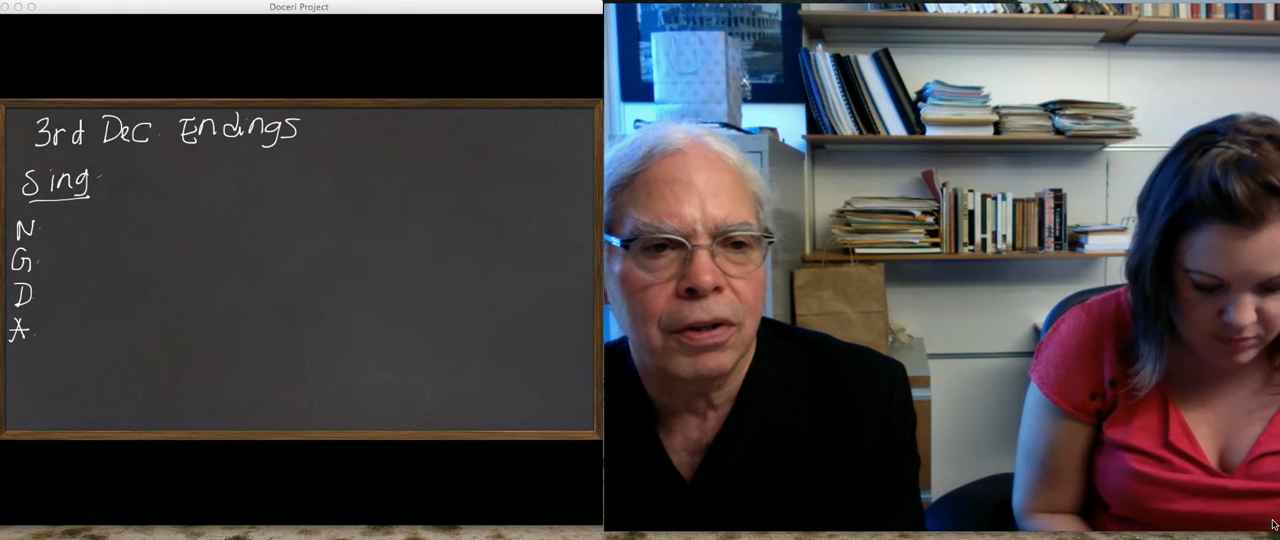 Doceri Project
3rd Dec. Endings
Sing.
N.
G.
D.
A.